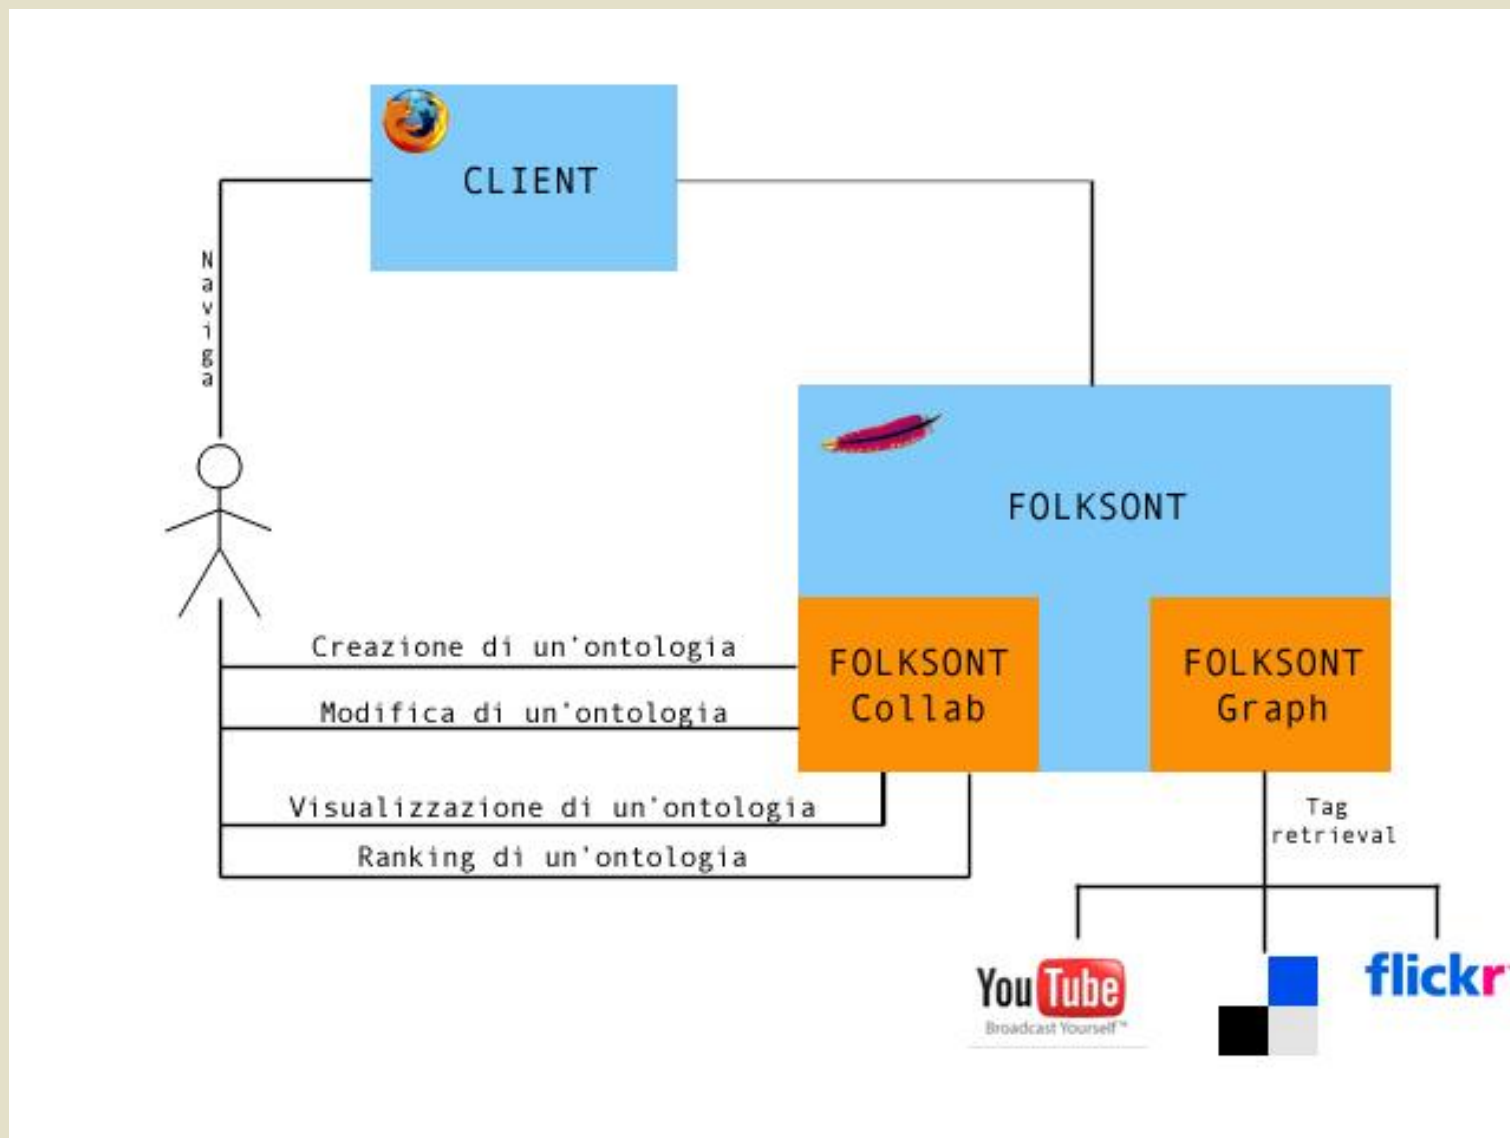 CLIENT
Naviga
FOLKSONT
Creazione di un'ontologia
FOLKSONT
Collab
FOLKSONT
Graph
Modifica di un'ontologia
Visualizzazione di un'ontologia
Tag
retrieval
Ranking di un'ontologia
YouTube
Broadcast Yourself™
flickr